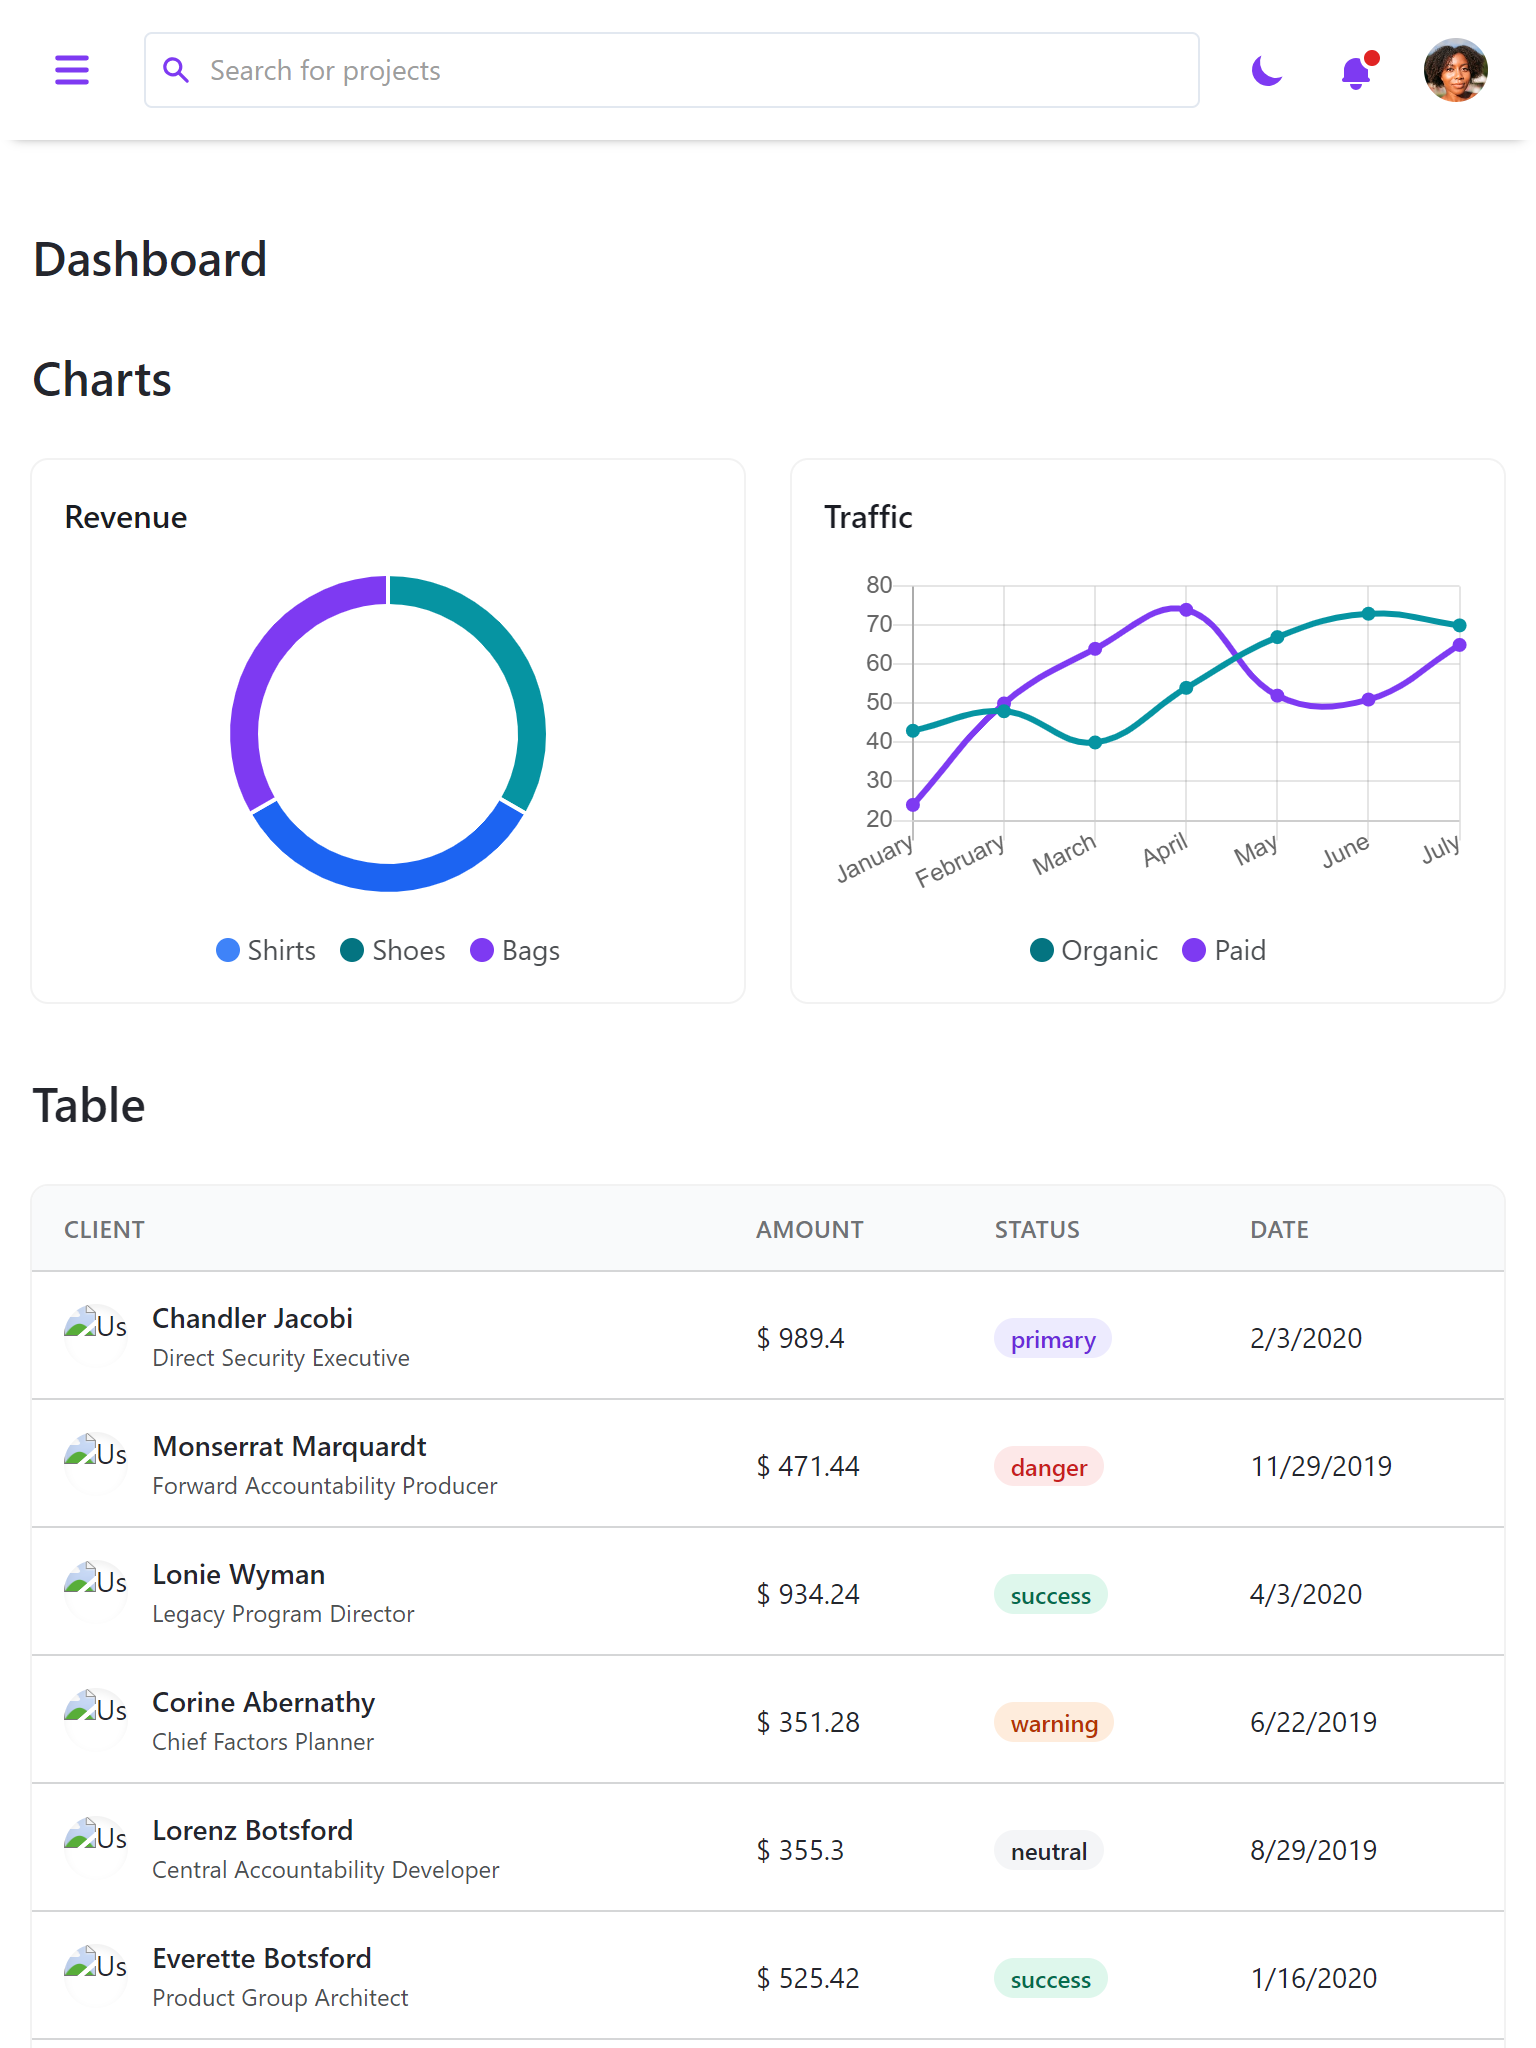 Search for projects
Dashboard
Charts
Revenue
Shirts Shoes Bags
Traffic
80
70
60
50
40
30
20
January February March April May June July
Organic Paid
Table
CLIENT AMOUNT STATUS DATE
Us Chandler Jacobi
Direct Security Executive
$ 989.4 primary 2/3/2020
Us Monserrat Marquardt
Forward Accountability Producer
$ 471.44 danger 11/29/2019
Us Lonie Wyman
Legacy Program Director
$ 934.24 success 4/3/2020
Us Corine Abernathy
Chief Factors Planner
$ 351.28 warning 6/22/2019
Us Lorenz Botsford
Central Accountability Developer
$ 355.3 neutral 8/29/2019
Us Everette Botsford
Product Group Architect
$ 525.42 success 1/16/2020